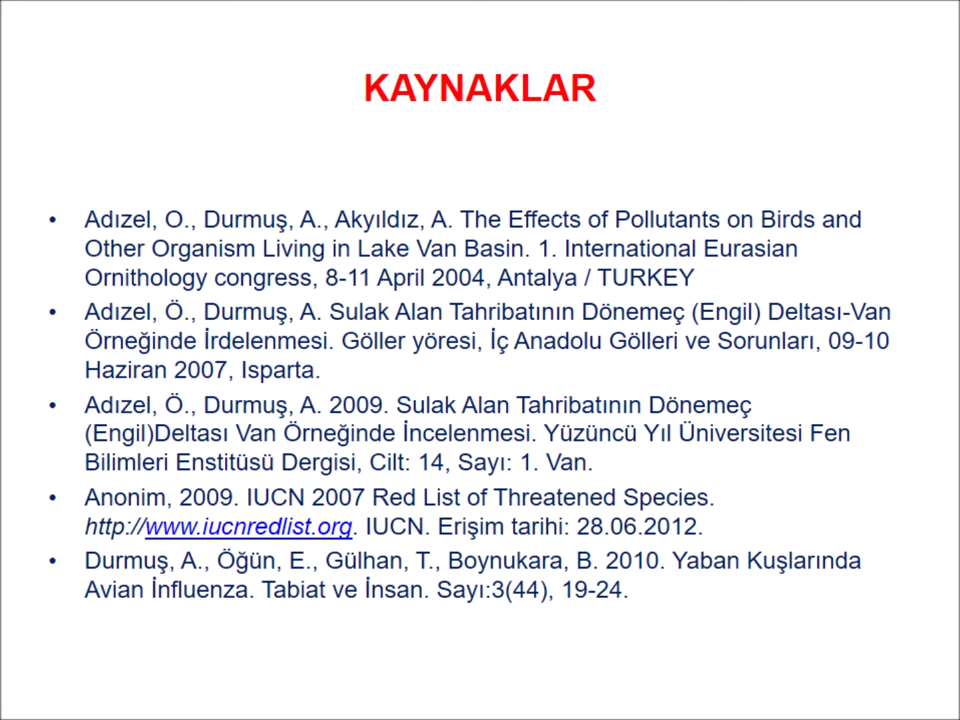 KAYNAKLAR
• Adızel, O., Durmuş, A., Akyıldız, A. The Effects of Pollutants on Birds and
Other Organism Living in Lake Van Basin. 1. International Eurasian
Ornithology congress, 8-11 April 2004, Antalya / TURKEY
• Adızel, Ö., Durmuş, A. Sulak Alan Tahribatının Dönemeç (Engil) Deltası-Van
Örneğinde İrdelenmesi. Göller yöresi, İç Anadolu Gölleri ve Sorunları, 09-10
Haziran 2007, Isparta.
• Adızel, Ö., Durmuş, A. 2009. Sulak Alan Tahribatının Dönemeç
(Engil)Deltası Van Örneğinde İncelenmesi. Yüzüncü Yıl Üniversitesi Fen
Bilimleri Enstitüsü Dergisi, Cilt: 14, Sayı: 1. Van.
• Anonim, 2009. IUCN 2007 Red List of Threatened Species.
http://www.iucnredlist.org. IUCN. Erişim tarihi: 28.06.2012.
• Durmuş, A., Öğün, E., Gülhan, T., Boynukara, B. 2010. Yaban Kuşlarında
Avian İnfluenza. Tabiat ve İnsan. Sayı:3(44), 19-24.